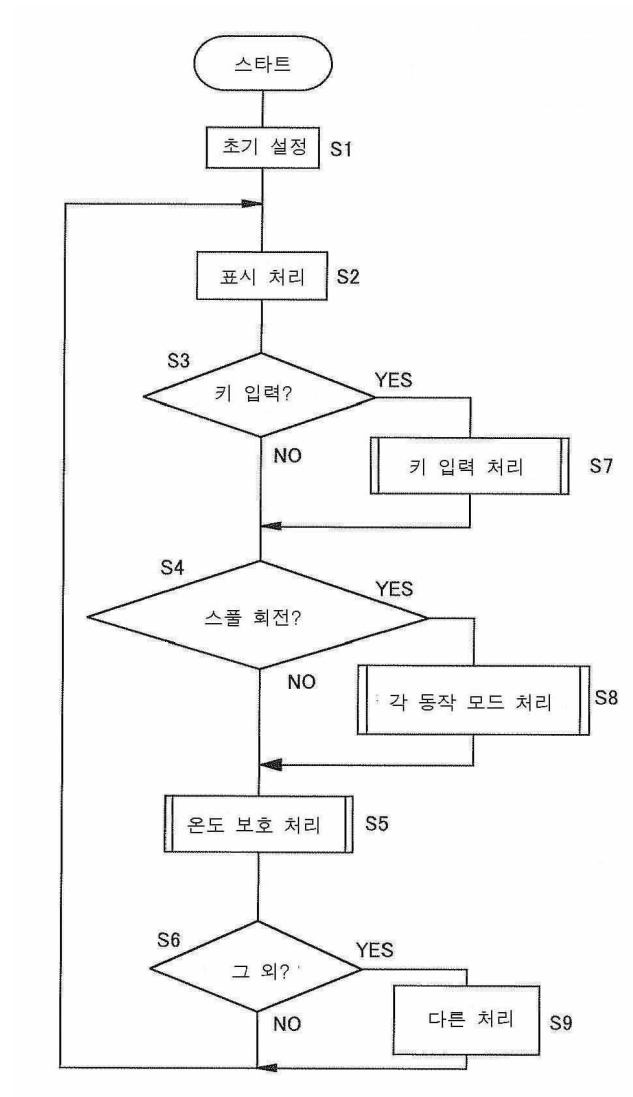 스타트
초기 설정 S1
표시 처리 S2
S3
키 입력? YES
NO
키 입력 처리 S7
S4
스풀 회전? YES
NO
각 동작 모드 처리 S8
온도 보호 처리 S5
S6
그 외? YES
NO
다른 처리 S9